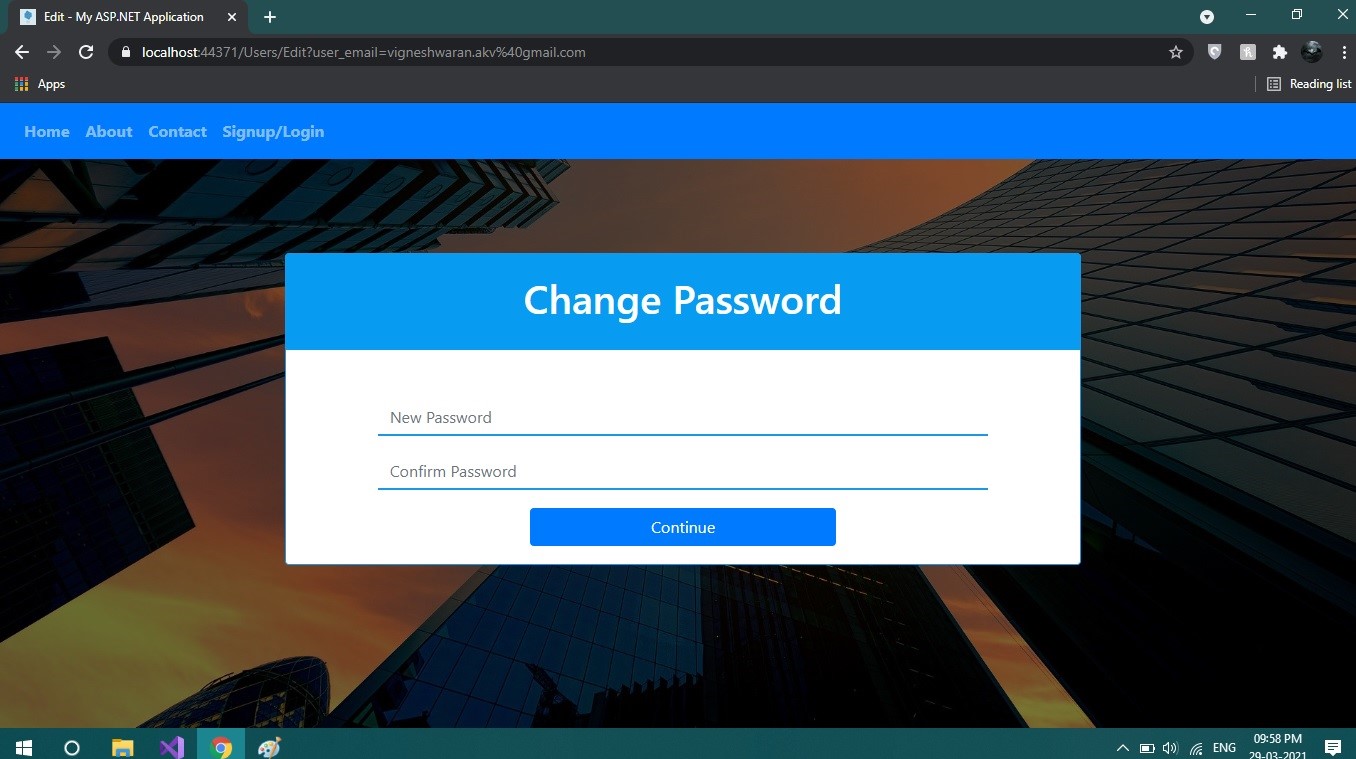 Edit - My ASP.NET Application
localhost:44371/Users/Edit?user_email=vigneshwaran.akv%40gmail.com
Apps
Reading list
Home About Contact Signup/Login
Change Password
New Password
Confirm Password
Continue
ENG
09:58 PM
29-03-2021